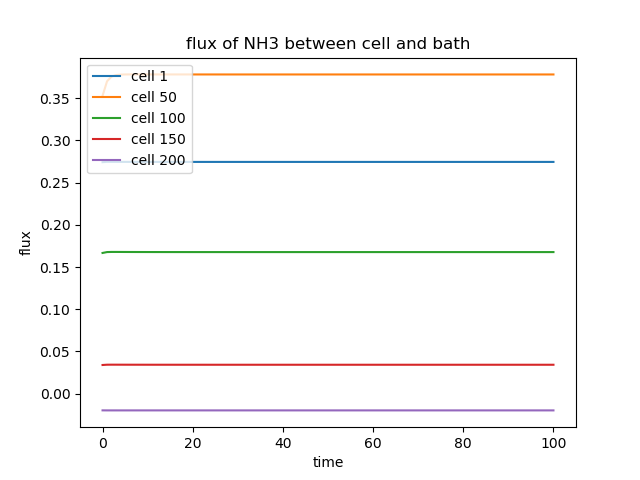 flux of NH3 between cell and bath
cell 1
cell 50
cell 100
cell 150
cell 200
0.35
0.30
0.25
0.20
0.15
0.10
0.05
0.00
flux
0 20 40 60 80 100
time